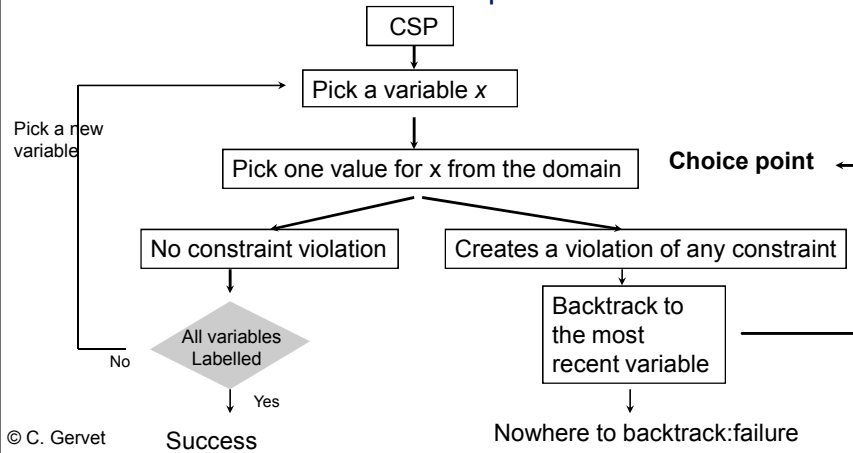 CSP
Pick a variable x
Pick a new
variable
Pick one value for x from the domain
Choice point
No constraint violation
Creates a violation of any constraint
All variables
Labelled
No
Yes
Backtrack to
the most
recent variable
© C. Gervet
Success
Nowhere to backtrack:failure